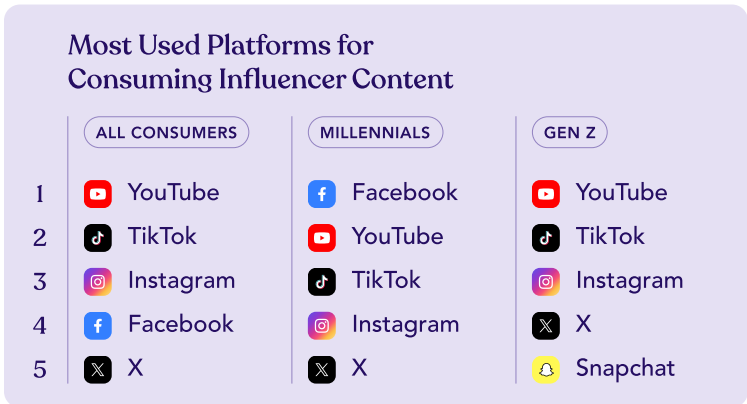 Most Used Platforms for
Consuming Influencer Content
ALL CONSUMERS MILLENNIALS GEN Z
1 YouTube Facebook YouTube
2 TikTok YouTube TikTok
3 Instagram TikTok Instagram
4 Facebook Instagram X
5 X X Snapchat